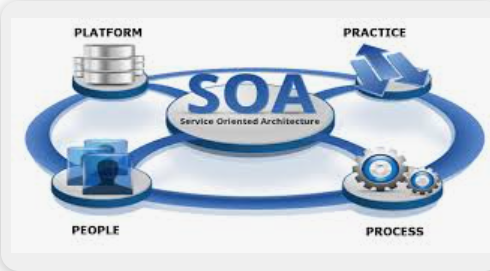 PLATFORM
PRACTICE
SOA
Service Oriented Architecture
PEOPLE
PROCESS